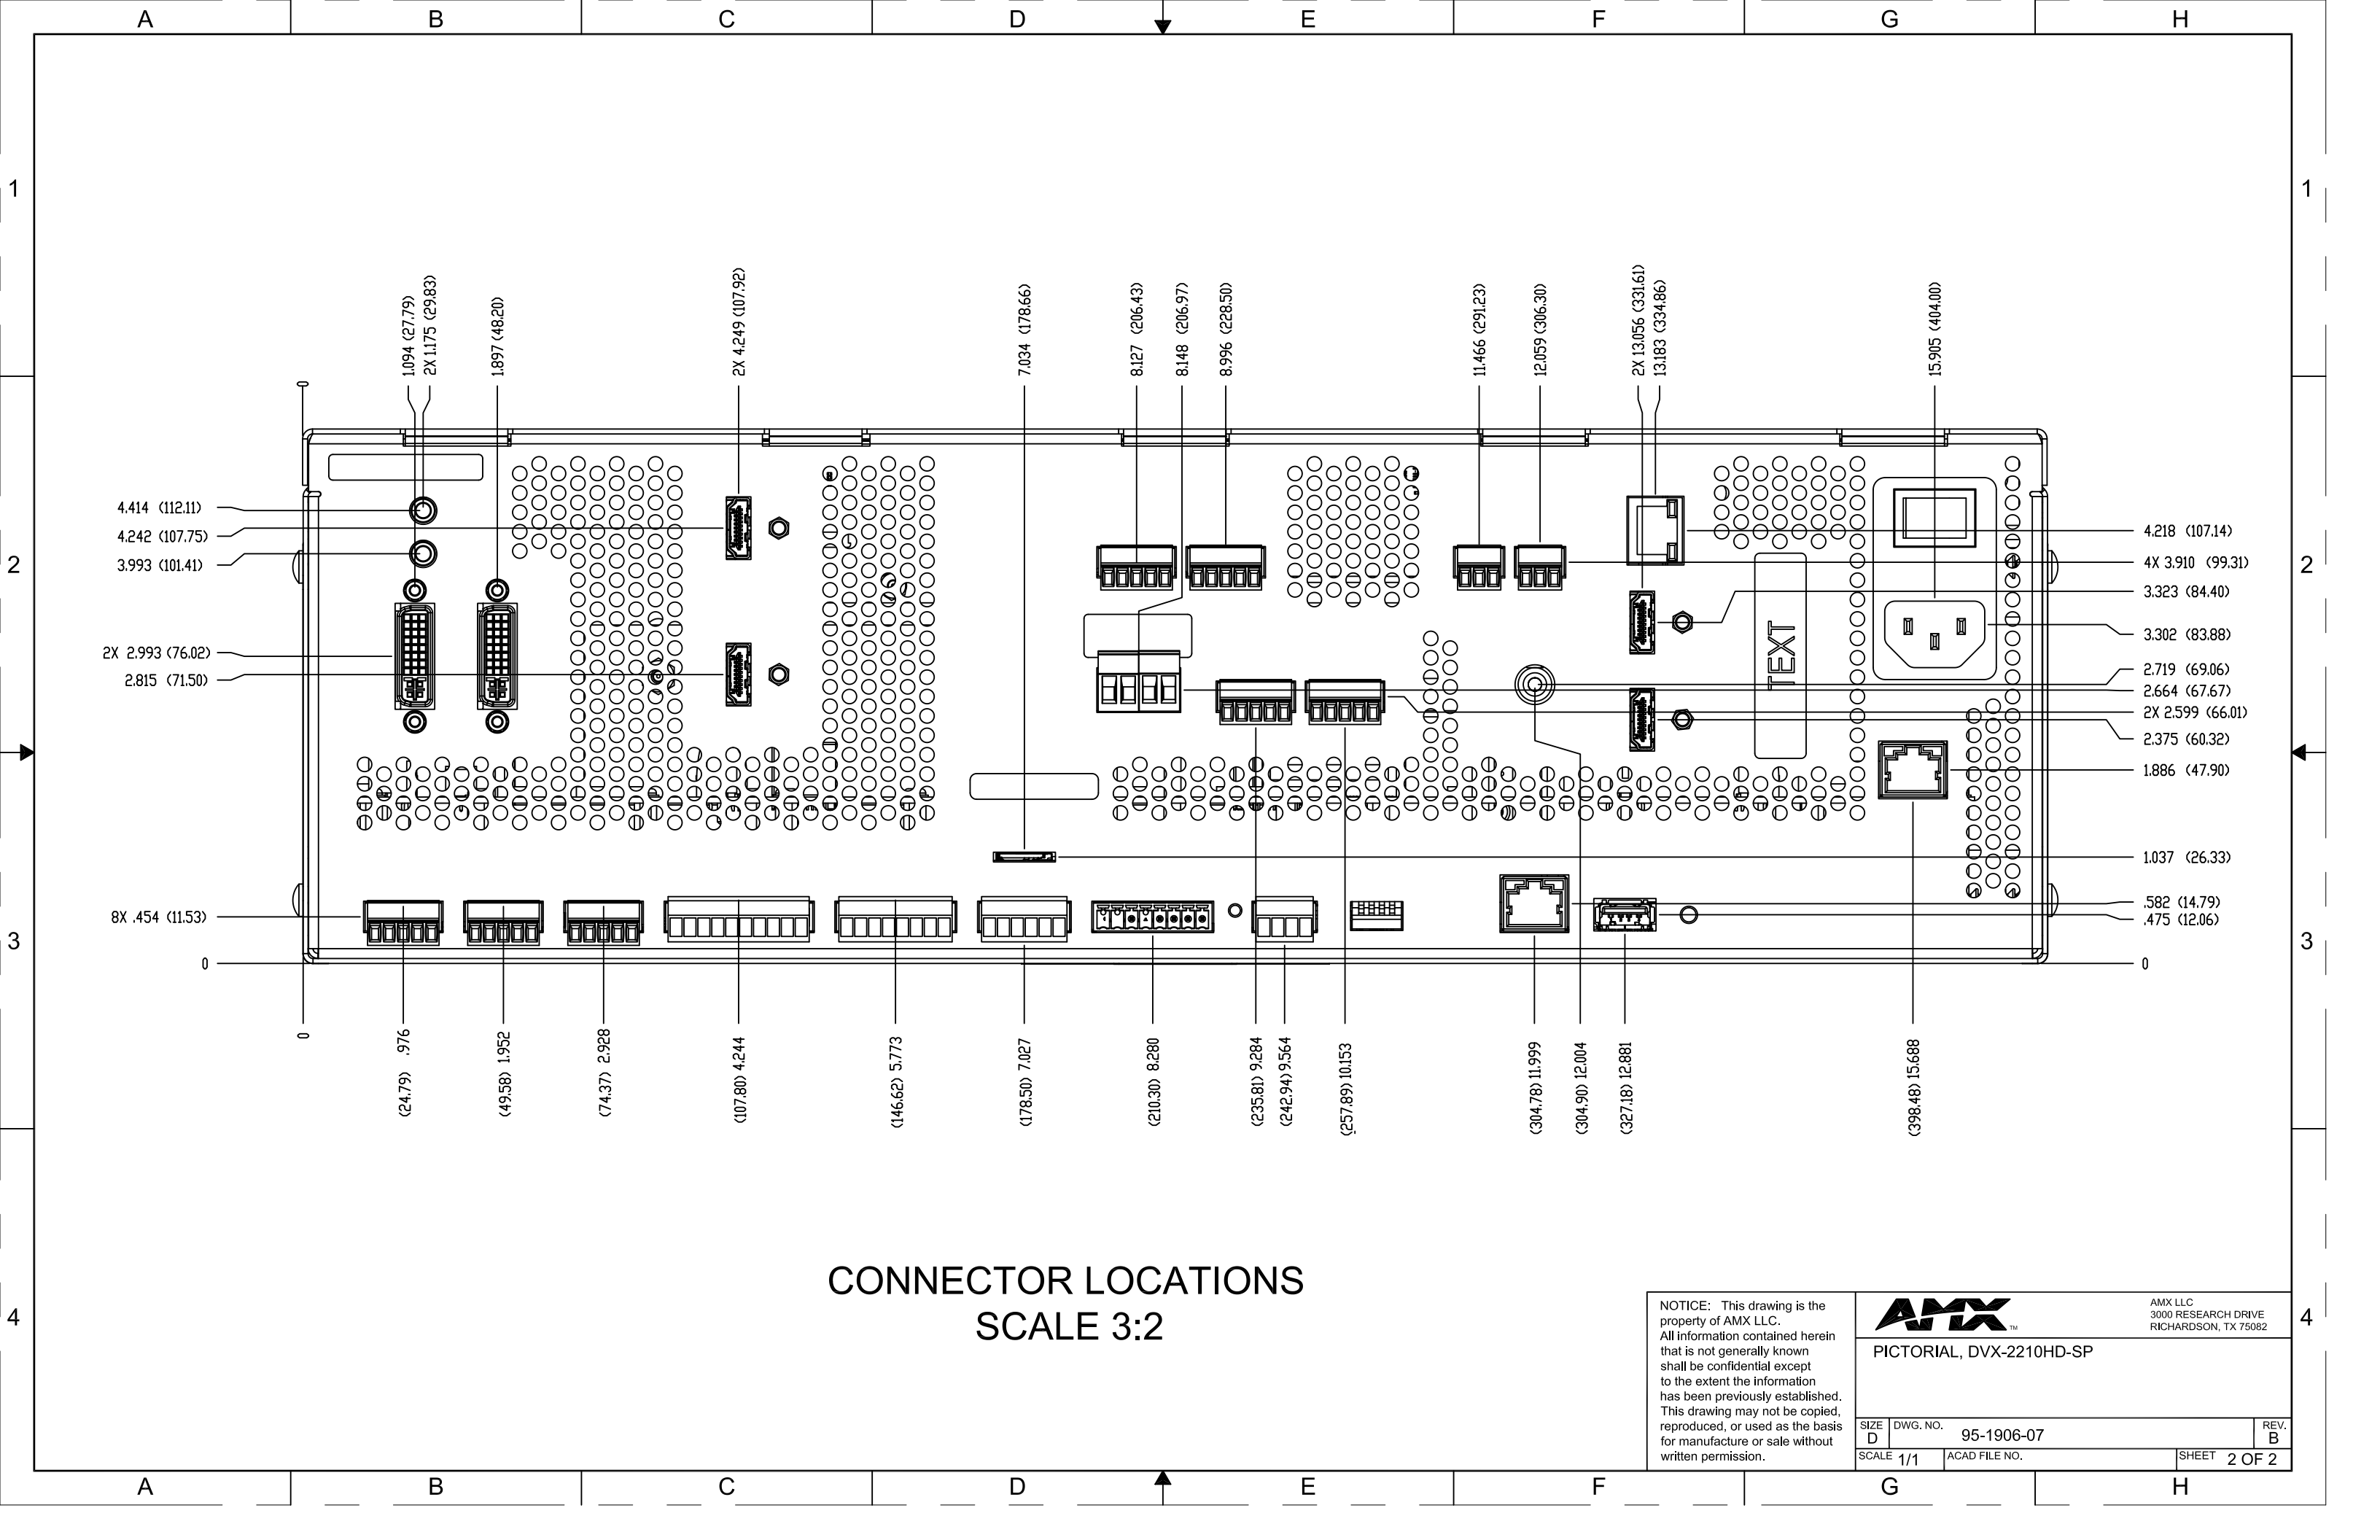 A B C D E F G H
1 1
1.094 (27.79)
2X 1.175 (29.83)
1.897 (48.20)
2X 4.249 (107.92)
7.034 (178.66)
8.127 (206.43)
8.148 (206.97)
8.996 (228.50)
11.466 (291.23)
12.059 (306.30)
2X 13.056 (331.61)
13.183 (334.86)
15.905 (404.00)
0
4.414 (112.11)
4.242 (107.75)
3.993 (101.41)
2X 2.993 (76.02)
2.815 (71.50)
8X .454 (11.53)
0
2 2
TEXT
4.218 (107.14)
4X 3.910 (99.31)
3.323 (84.40)
3.302 (83.88)
2.719 (69.06)
2.664 (67.67)
2X 2.599 (66.01)
2.375 (60.32)
1.886 (47.90)
1.037 (26.33)
.582 (14.79)
.475 (12.06)
0
3 3
0
(24.79) .976
(49.58) 1.952
(74.37) 2.928
(107.80) 4.244
(146.62) 5.773
(178.50) 7.027
(210.30) 8.280
(235.81) 9.284
(242.94) 9.564
(257.89) 10.153
(304.78) 11.999
(304.90) 12.004
(327.18) 12.881
(398.48) 15.688
CONNECTOR LOCATIONS
SCALE 3:2
4 4
NOTICE: This drawing is the
property of AMX LLC.
All information contained herein
that is not generally known
shall be confidential except
to the extent the information
has been previously established.
This drawing may not be copied,
reproduced, or used as the basis
for manufacture or sale without
written permission.
AMX TM
AMX LLC
3000 RESEARCH DRIVE
RICHARDSON, TX 75082
PICTORIAL, DVX-2210HD-SP
SIZE D
DWG. NO. 95-1906-07
REV. B
SCALE 1/1
ACAD FILE NO.
SHEET 2 OF 2
A B C D E F G H